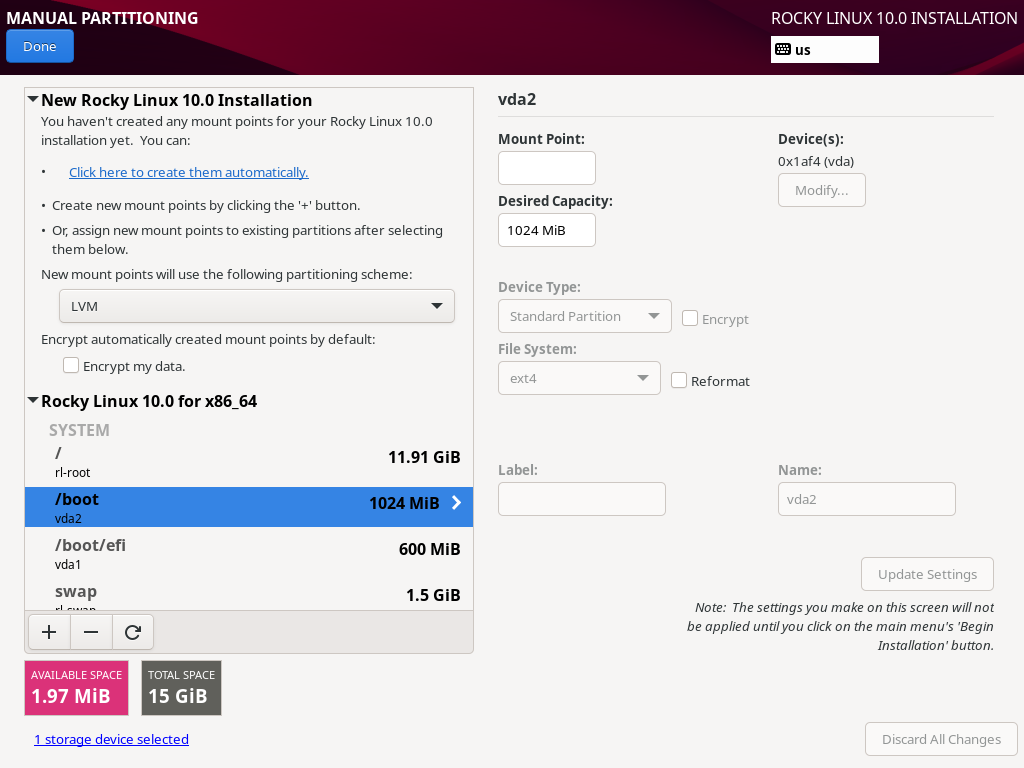 MANUAL PARTITIONING
ROCKY LINUX 10.0 INSTALLATION
Done
us
New Rocky Linux 10.0 Installation
You haven't created any mount points for your Rocky Linux 10.0
installation yet.  You can:
• Click here to create them automatically.
• Create new mount points by clicking the '+' button.
• Or, assign new mount points to existing partitions after selecting
them below.
New mount points will use the following partitioning scheme:
LVM
Encrypt automatically created mount points by default:
Encrypt my data.
Rocky Linux 10.0 for x86_64
SYSTEM
/
11.91 GiB
rl-root
/boot
1024 MiB
vda2
/boot/efi
600 MiB
vda1
swap
1.5 GiB
rl-swap
AVAILABLE SPACE
1.97 MiB
TOTAL SPACE
15 GiB
1 storage device selected
vda2
Mount Point:
Device(s):
0x1af4 (vda)
Modify...
Desired Capacity:
1024 MiB
Device Type:
Standard Partition
Encrypt
File System:
ext4
Reformat
Label:
Name:
vda2
Update Settings
Note:  The settings you make on this screen will not
be applied until you click on the main menu's 'Begin
Installation' button.
Discard All Changes